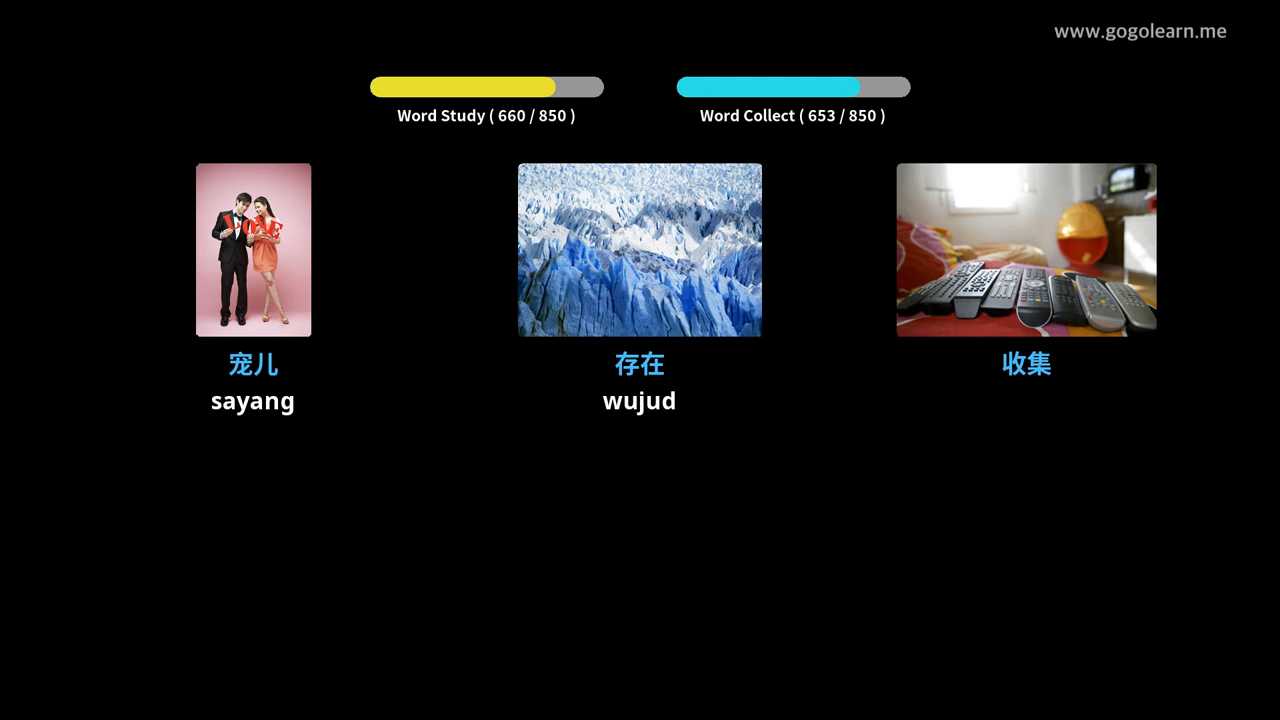 www.gogolearn.me
Word Study ( 660 / 850 )
Word Collect ( 653 / 850 )
LOVE
宠儿
存在
收集
sayang
wujud